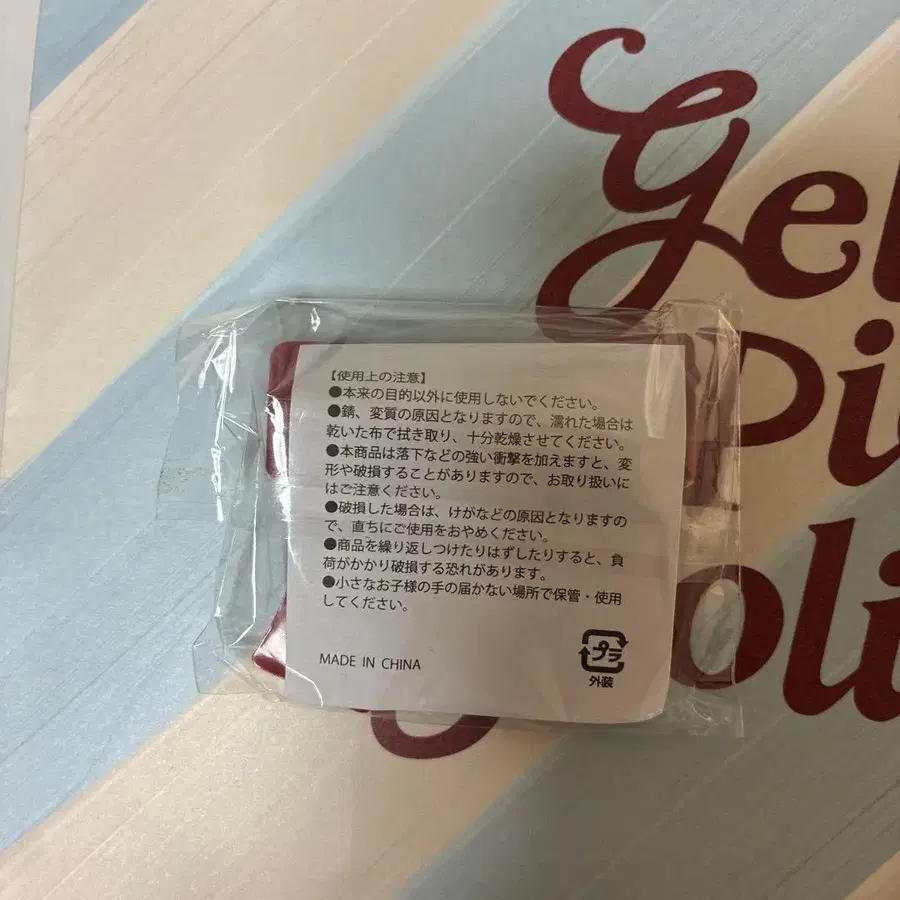 gel
Pi
oli
【使用上の注意】
●本来の目的以外に使用しないでください。
●錆、変質の原因となりますので、濡れた場合は
乾いた布で拭き取り、十分乾燥させてください。
●本商品は落下などの強い衝撃を加えますと、変
形や破損することがありますので、お取り扱いに
はご注意ください。
●破損した場合は、けがなどの原因となりますの
で、直ちにご使用をおやめください。
●商品を繰り返しつけたりはずしたりすると、負
荷がかかり破損する恐れがあります。
●小さなお子様の手の届かない場所で保管・使用
してください。
MADE IN CHINA
プラ
外装